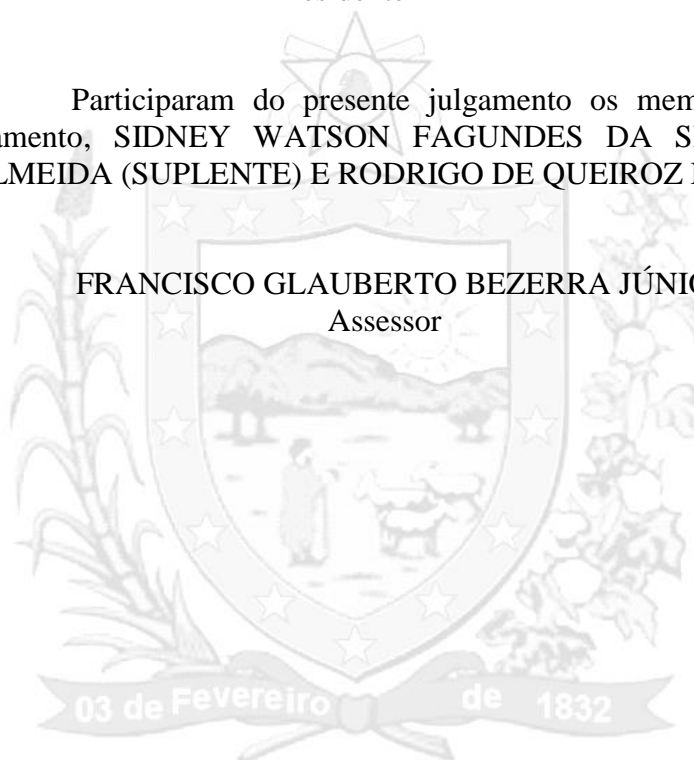 Participaram do presente julgamento os mem
amento, SIDNEY WATSON FAGUNDES DA S
LMEIDA (SUPLENTE) E RODRIGO DE QUEIROZ
FRANCISCO GLAUBERTO BEZERRA JÚNIO
Assessor
03 de Fevereiro de 1832